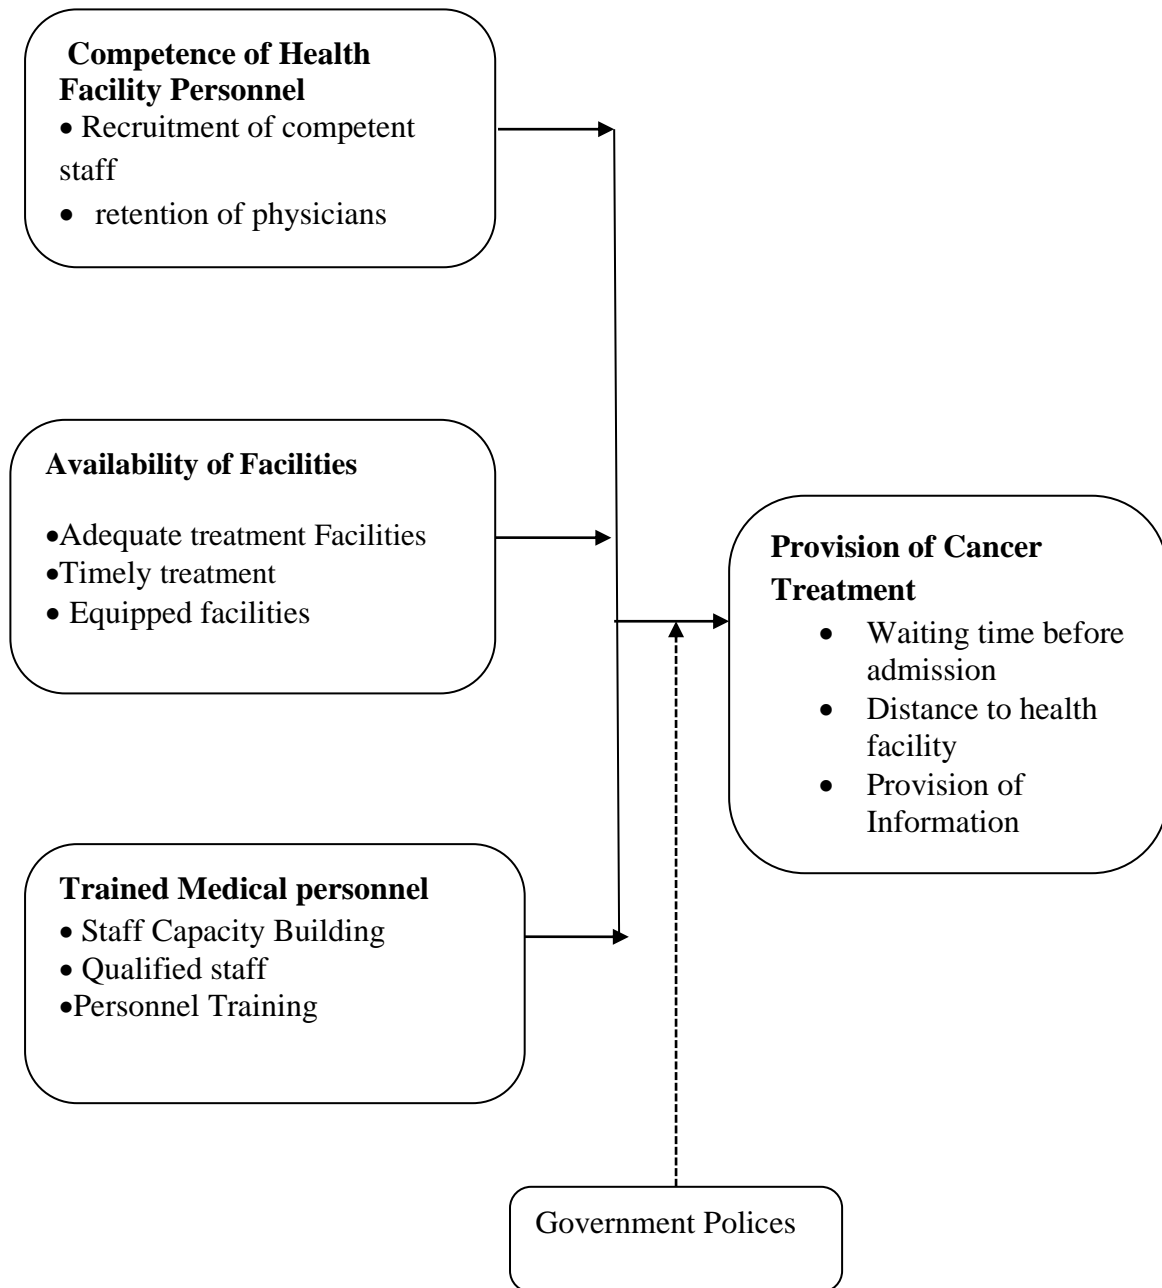 Competence of Health
Facility Personnel
• Recruitment of competent
staff
• retention of physicians
Availability of Facilities
•Adequate treatment Facilities
•Timely treatment
• Equipped facilities
Provision of Cancer
Treatment
• Waiting time before
admission
• Distance to health
facility
• Provision of
Information
Trained Medical personnel
• Staff Capacity Building
• Qualified staff
•Personnel Training
Government Polices